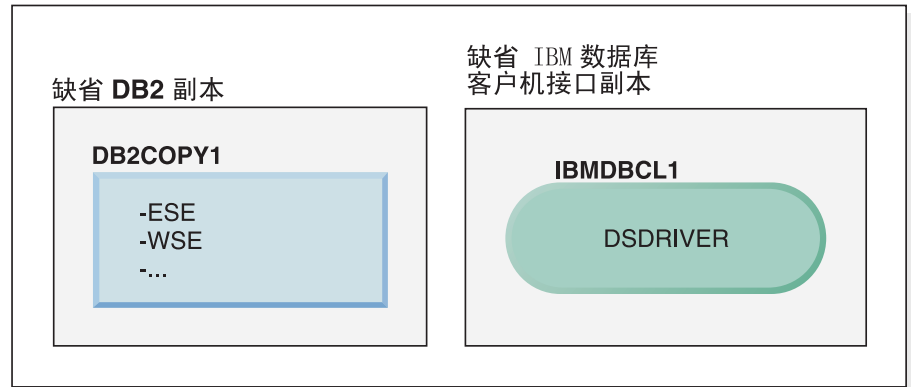 缺省 DB2 副本
DB2COPY1
-ESE
-WSE
-...
缺省 IBM 数据库
客户机接口副本
IBMDBCL1
DSDRIVER